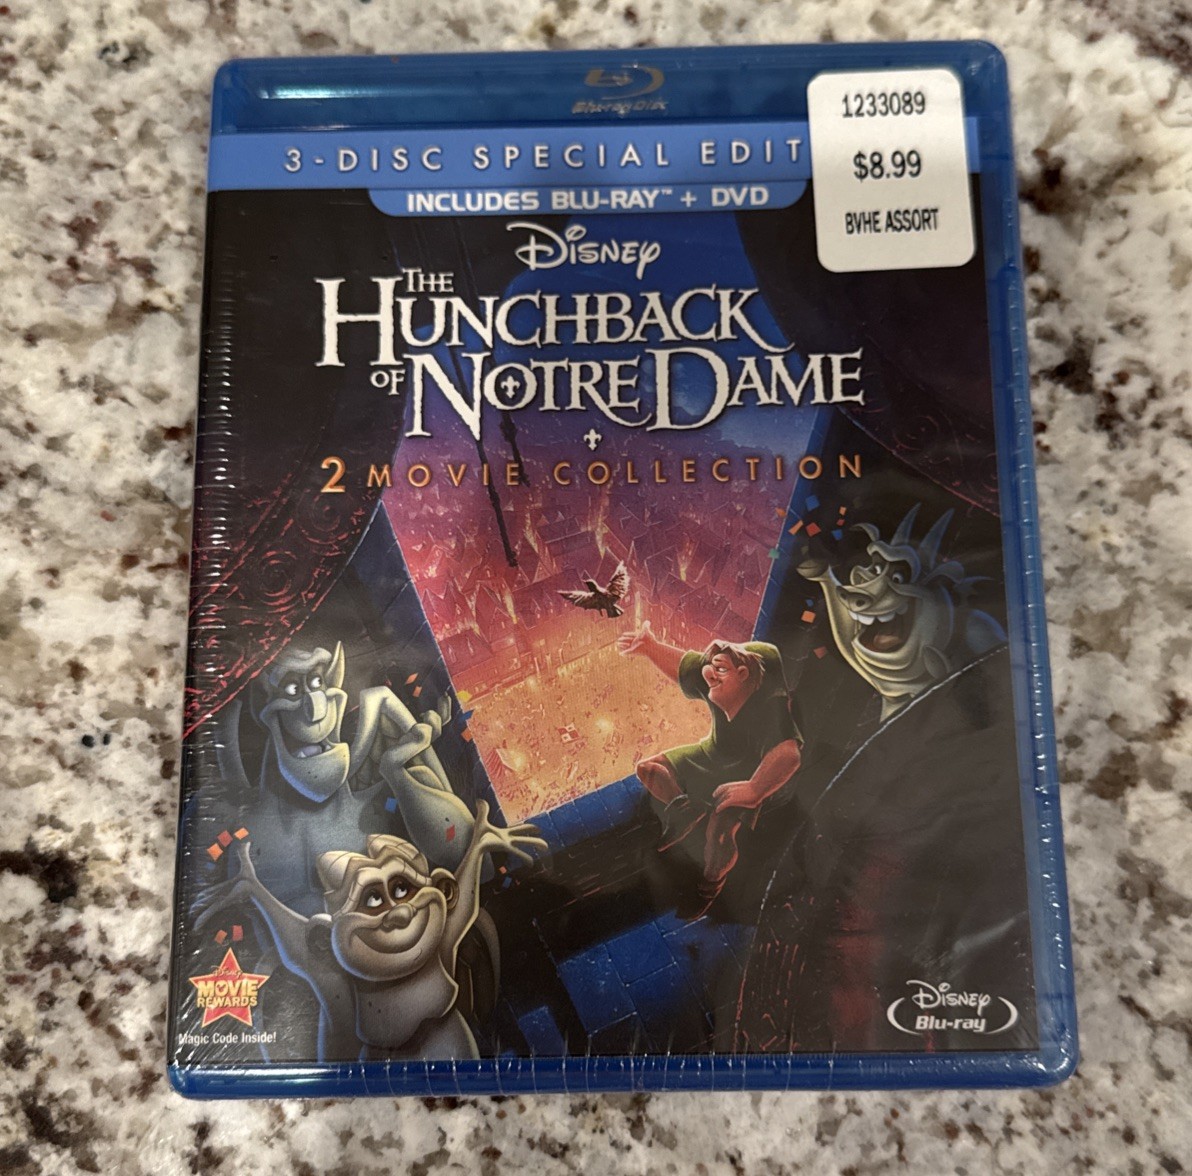 Blu-ray Disc
1233089
$8.99
BVHE ASSORT
3-DISC SPECIAL EDIT
INCLUDES BLU-RAY™ + DVD
Disney
THE
HUNCHBACK
OF NOTRE DAME
2 MOVIE COLLECTION
Disney
MOVIE
REWARDS
Magic Code Inside!
Disney
Blu-ray